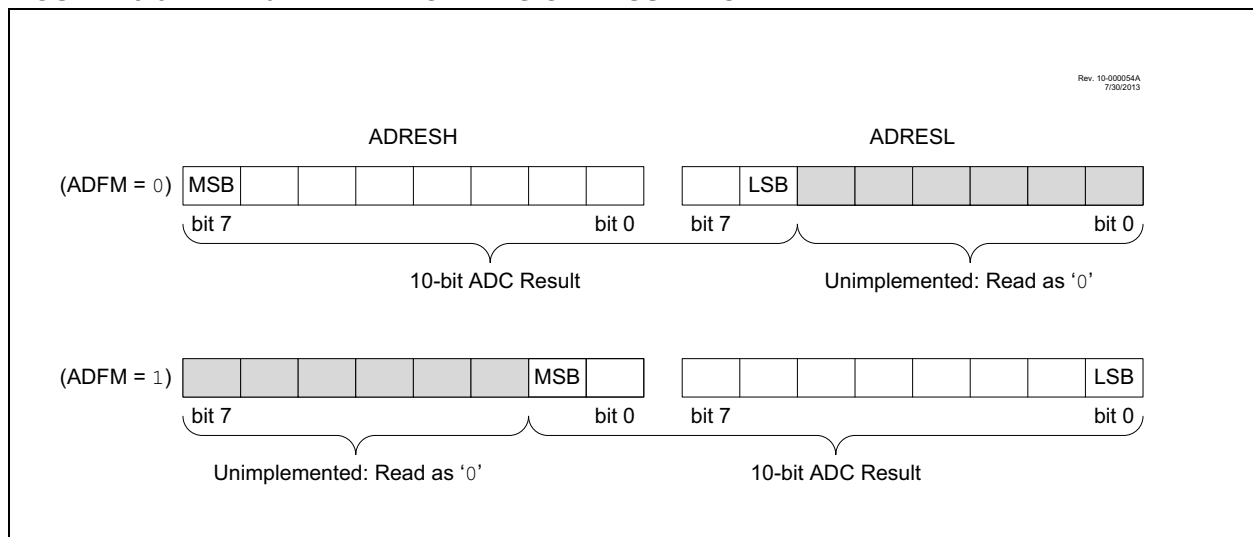 Rev. 10-000054A
7/30/2013
ADRESH ADRESL
(ADFM = 0) MSB LSB
bit 7 bit 0 bit 7 bit 0
10-bit ADC Result Unimplemented: Read as ‘0’
(ADFM = 1) MSB LSB
bit 7 bit 0 bit 7 bit 0
Unimplemented: Read as ‘0’ 10-bit ADC Result